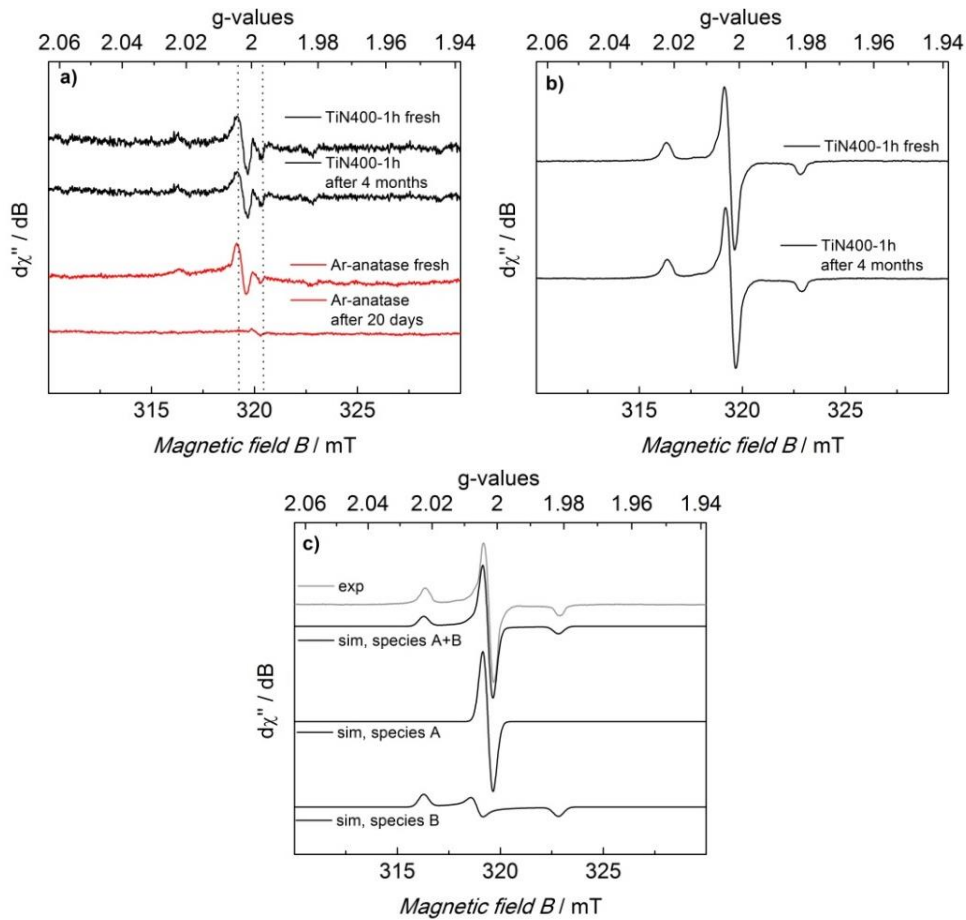 g-values
2.06 2.04 2.02 2 1.98 1.96 1.94
a)
TiN400-1h fresh
TiN400-1h
after 4 months
Ar-anatase fresh
Ar-anatase
after 20 days
dχ'' / dB
315 320 325
Magnetic field B / mT
g-values
2.06 2.04 2.02 2 1.98 1.96 1.94
b)
TiN400-1h fresh
TiN400-1h
after 4 months
dχ'' / dB
315 320 325
Magnetic field B / mT
g-values
2.06 2.04 2.02 2 1.98 1.96 1.94
c)
exp
sim, species A+B
sim, species A
sim, species B
dχ'' / dB
315 320 325
Magnetic field B / mT